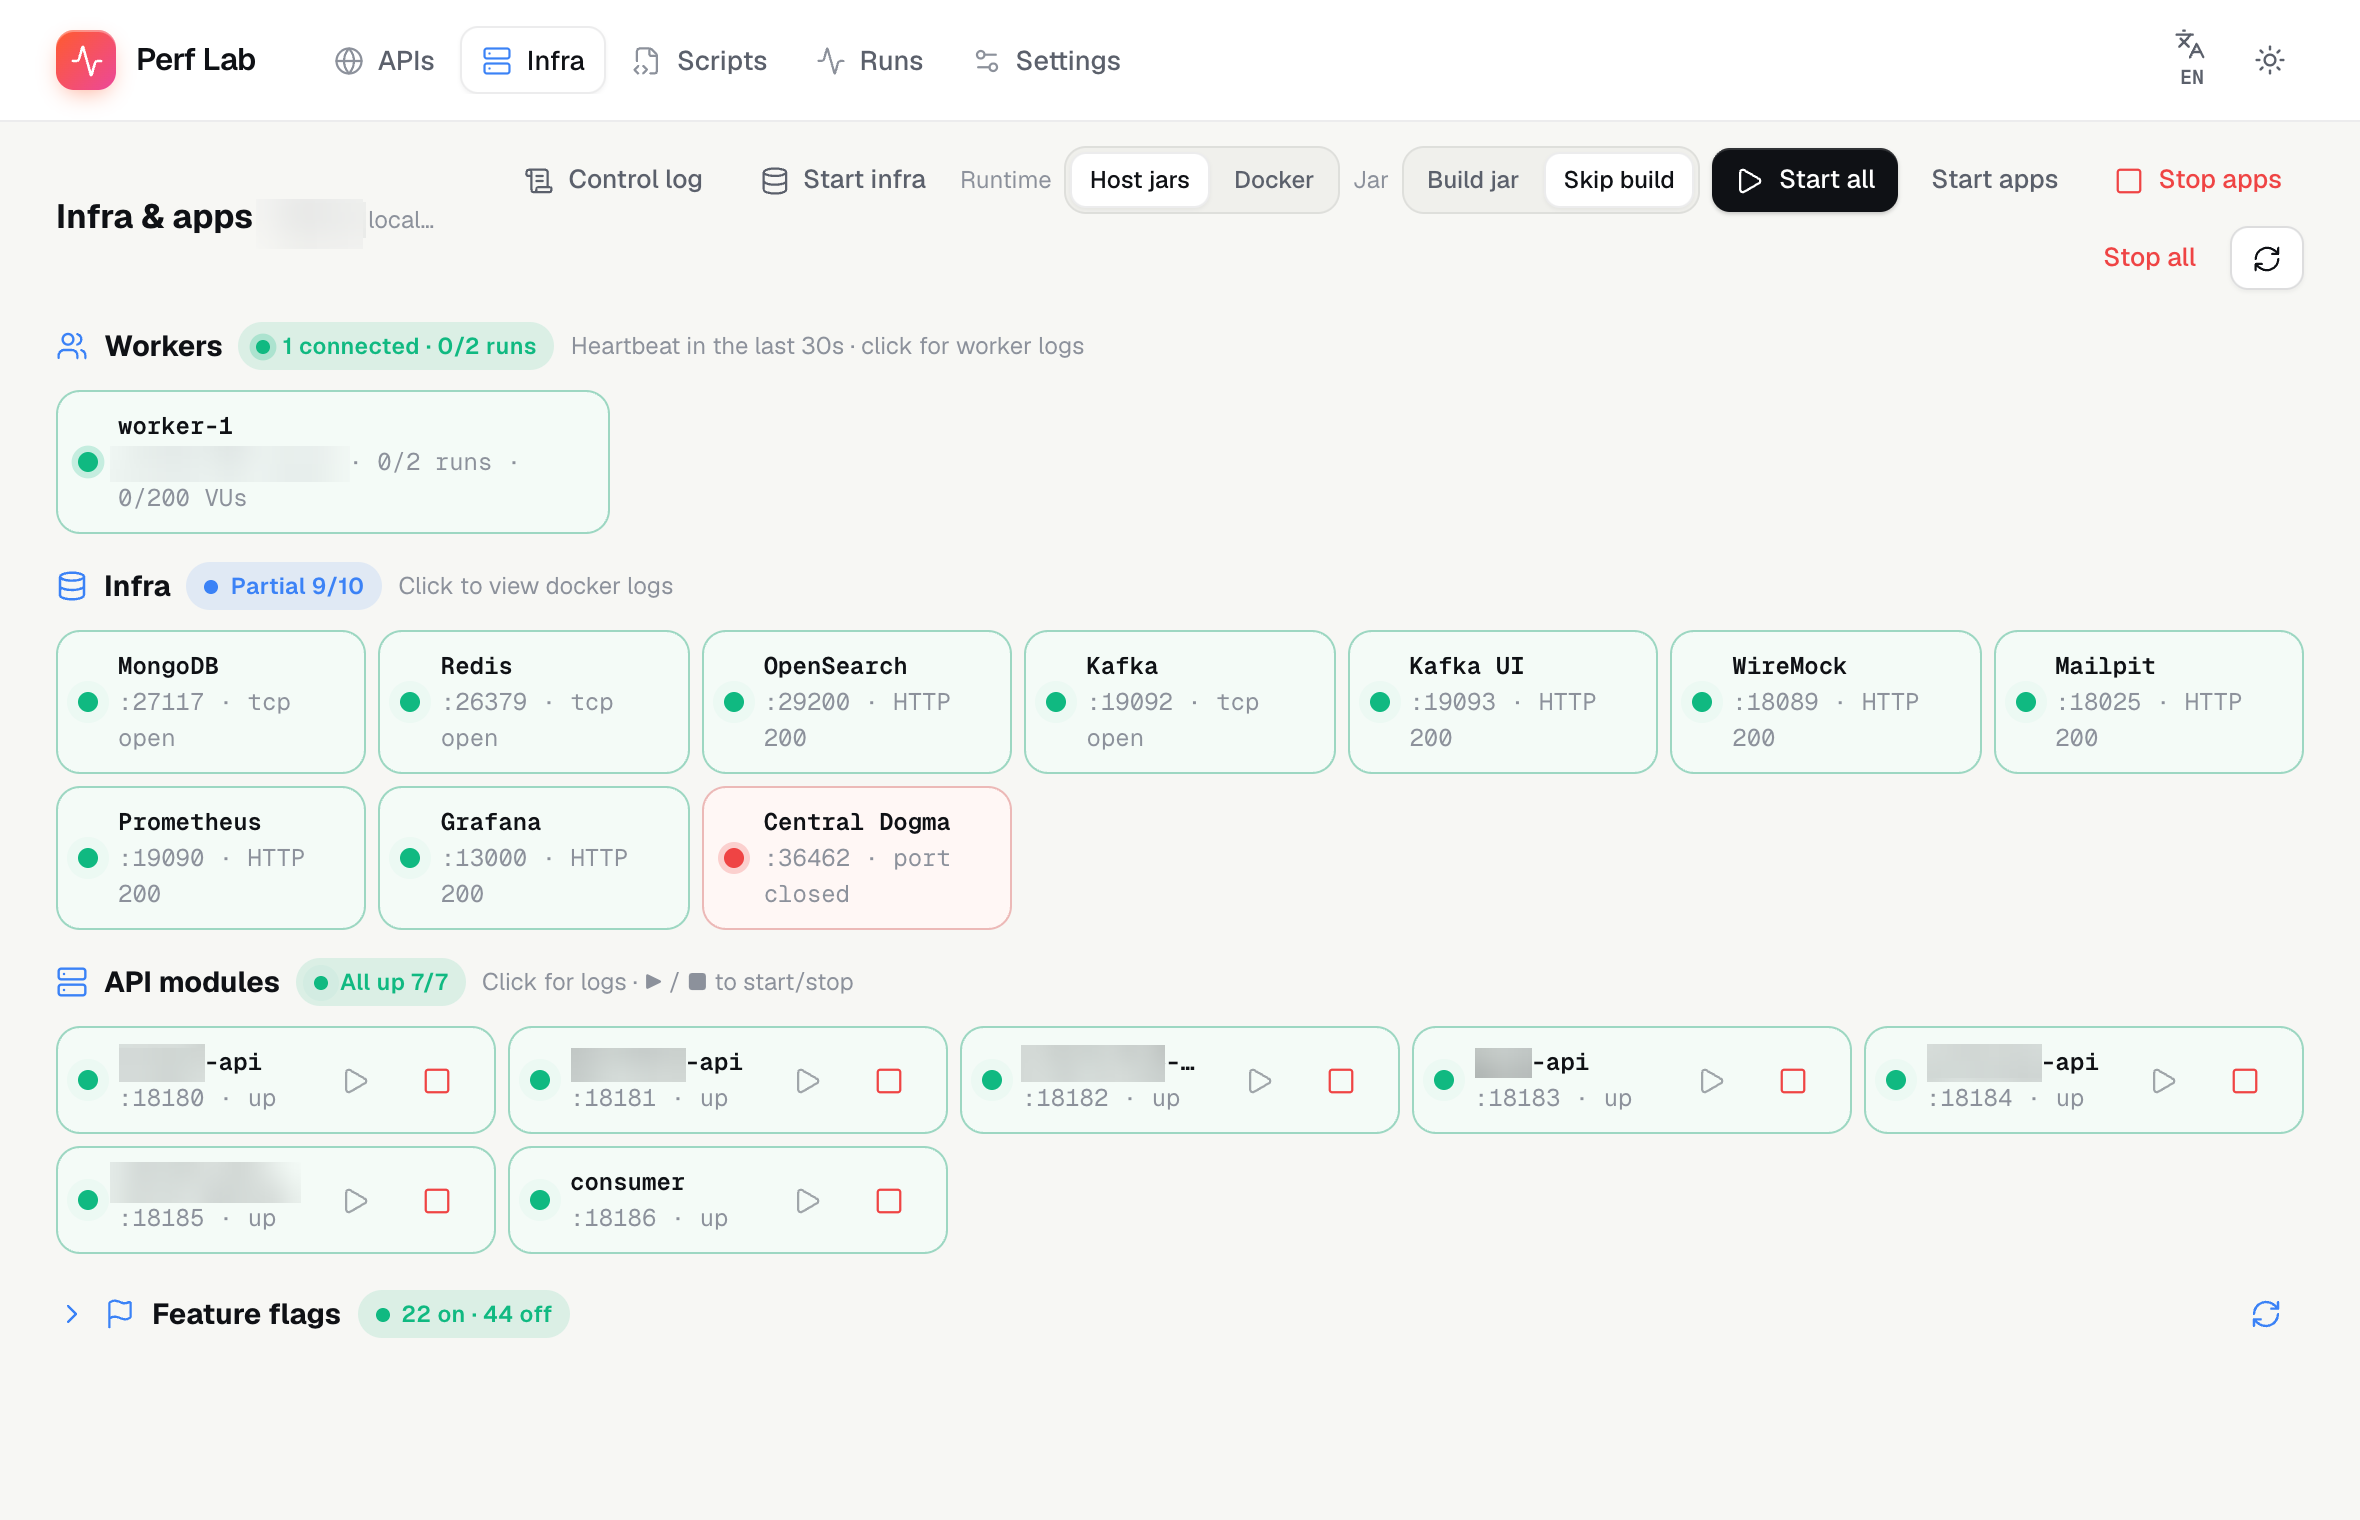 Perf Lab
APIs
Infra
Scripts
Runs
Settings
EN
Infra & apps
local...
Control log
Start infra
Runtime
Host jars
Docker
Jar
Build jar
Skip build
Start all
Start apps
Stop apps
Stop all
Workers
1 connected · 0/2 runs
Heartbeat in the last 30s · click for worker logs
worker-1
· 0/2 runs ·
0/200 VUs
Infra
Partial 9/10
Click to view docker logs
MongoDB
:27117 · tcp
open
Redis
:26379 · tcp
open
OpenSearch
:29200 · HTTP
200
Kafka
:19092 · tcp
open
Kafka UI
:19093 · HTTP
200
WireMock
:18089 · HTTP
200
Mailpit
:18025 · HTTP
200
Prometheus
:19090 · HTTP
200
Grafana
:13000 · HTTP
200
Central Dogma
:36462 · port
closed
API modules
All up 7/7
Click for logs · ▶ / ■ to start/stop
-api
:18180 · up
-api
:18181 · up
-...
:18182 · up
-api
:18183 · up
-api
:18184 · up
:18185 · up
consumer
:18186 · up
Feature flags
22 on · 44 off